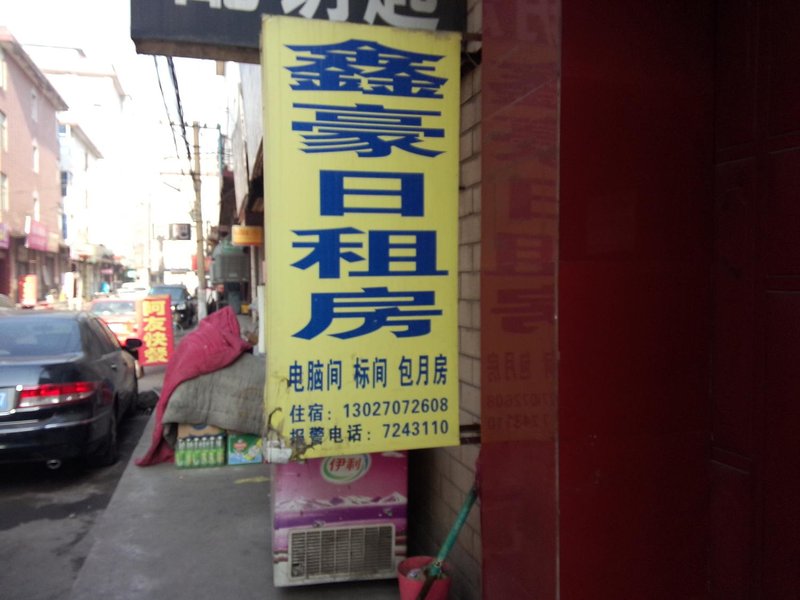 鑫豪日租房
电脑间 标间 包月房
住宿：13027072608
报警电话：7243110
伊利